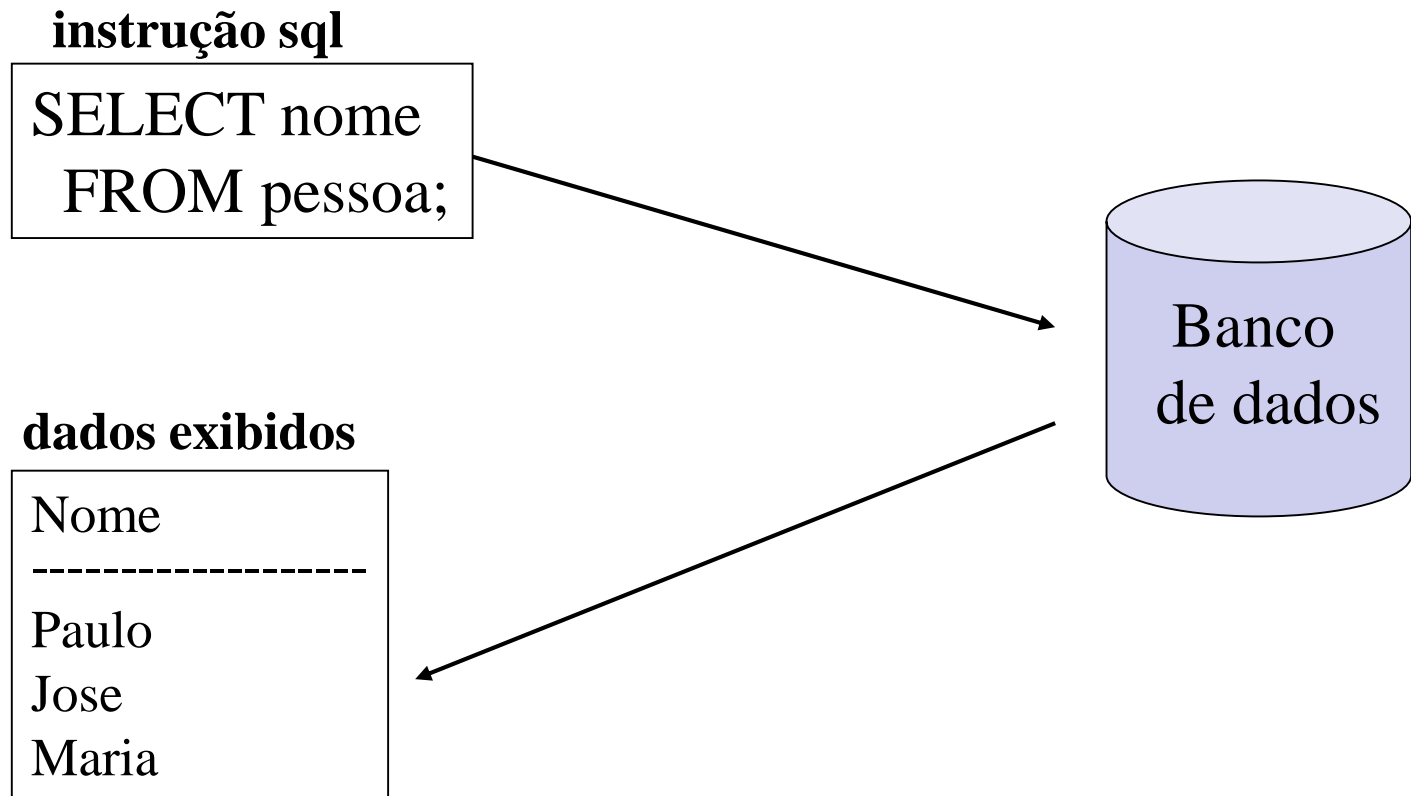 instrução sql
SELECT nome
FROM pessoa;
Banco
de dados
dados exibidos
Nome
-------------------
Paulo
Jose
Maria